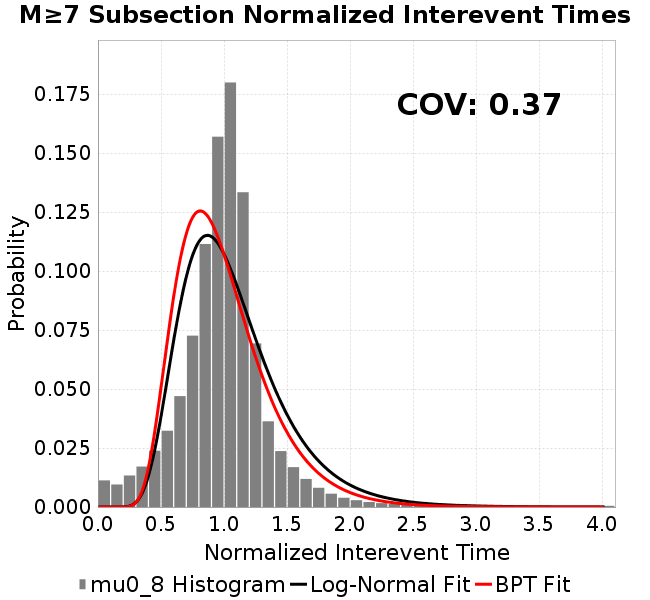 M≥7 Subsection Normalized Interevent Times
COV: 0.37
0.175
0.150
0.125
0.100
0.075
0.050
0.025
0.000
Probability
0.0 0.5 1.0 1.5 2.0 2.5 3.0 3.5 4.0
Normalized Interevent Time
mu0_8 Histogram Log-Normal Fit BPT Fit